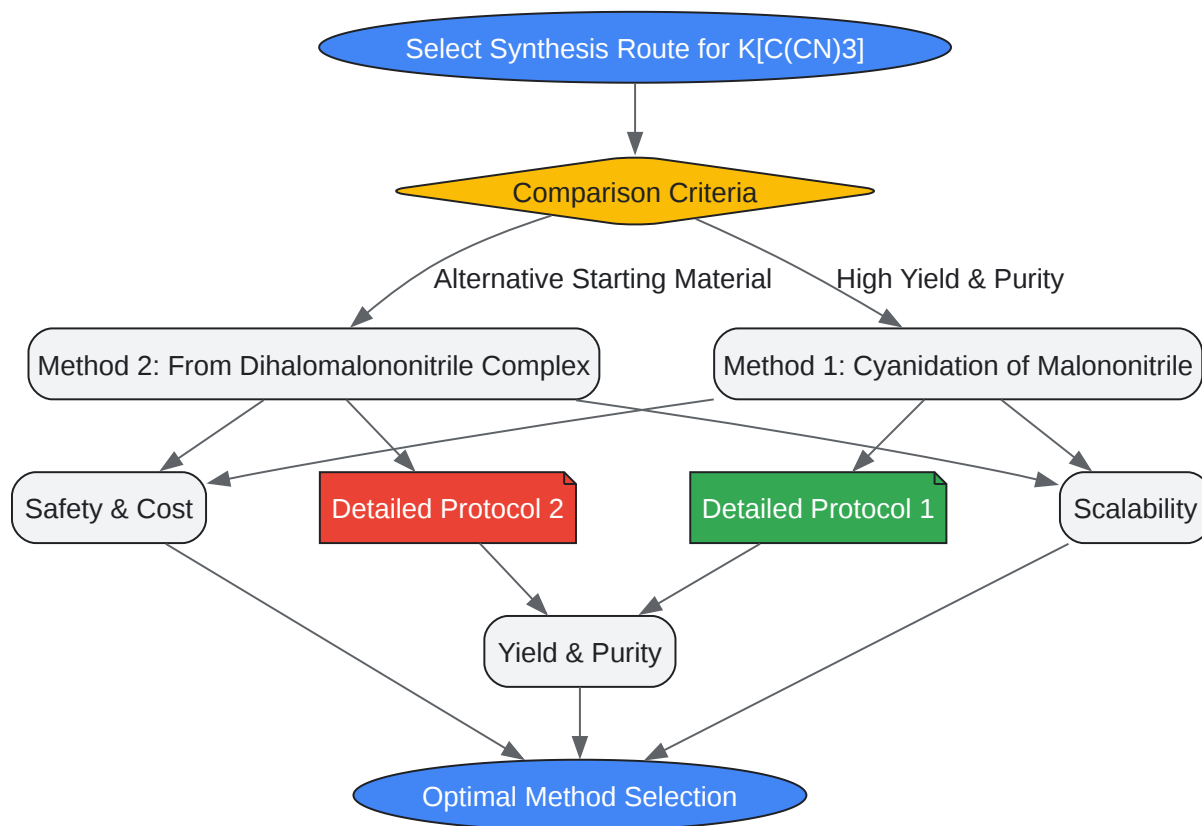 Select Synthesis Route for K[C(CN)3]
Comparison Criteria
Alternative Starting Material
High Yield & Purity
Method 2: From Dihalomalononitrile Complex
Method 1: Cyanidation of Malononitrile
Safety & Cost
Detailed Protocol 2
Detailed Protocol 1
Scalability
Yield & Purity
Optimal Method Selection